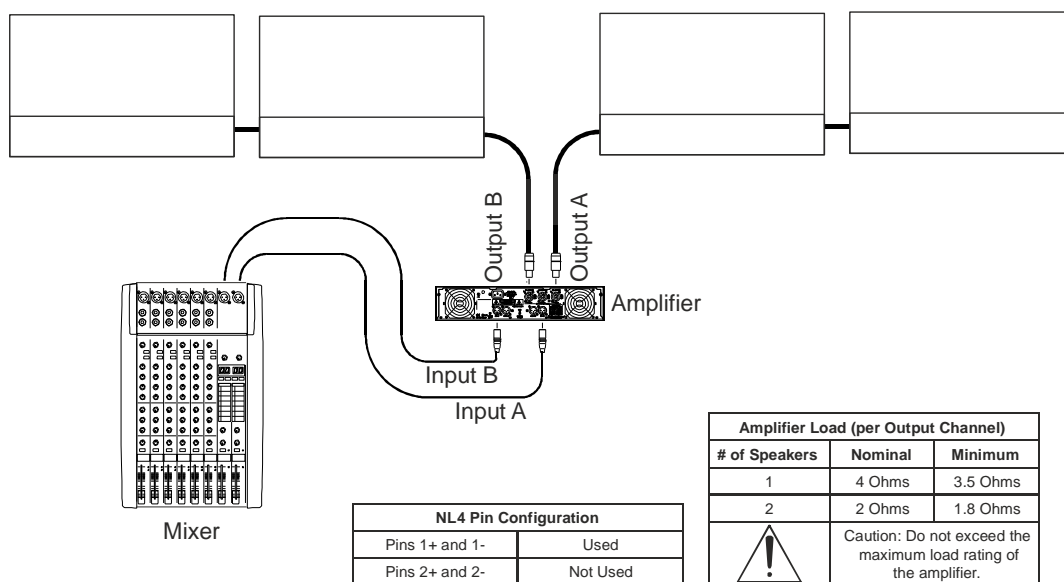 Output B
Output A
Amplifier
Input B
Input A
Mixer
NL4 Pin Configuration
Pins 1+ and 1- Used
Pins 2+ and 2- Not Used
Amplifier Load (per Output Channel)
# of Speakers Nominal Minimum
1 4 Ohms 3.5 Ohms
2 2 Ohms 1.8 Ohms
Caution: Do not exceed the
maximum load rating of
the amplifier.